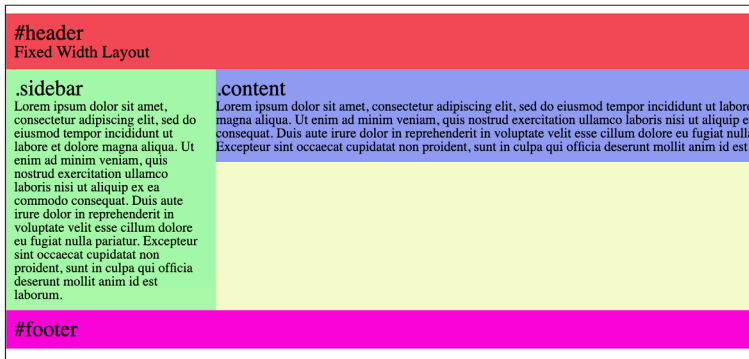 #header
Fixed Width Layout
.sidebar
Lorem ipsum dolor sit amet,
consectetur adipiscing elit, sed do
eiusmod tempor incididunt ut
labore et dolore magna aliqua. Ut
enim ad minim veniam, quis
nostrud exercitation ullamco
laboris nisi ut aliquip ex ea
commodo consequat. Duis aute
irure dolor in reprehenderit in
voluptate velit esse cillum dolore
eu fugiat nulla pariatur. Excepteur
sint occaecat cupidatat non
proident, sunt in culpa qui officia
deserunt mollit anim id est
laborum.
.content
Lorem ipsum dolor sit amet, consectetur adipiscing elit, sed do eiusmod tempor incididunt ut labore
magna aliqua. Ut enim ad minim veniam, quis nostrud exercitation ullamco laboris nisi ut aliquip e
consequat. Duis aute irure dolor in reprehenderit in voluptate velit esse cillum dolore eu fugiat nulla
Excepteur sint occaecat cupidatat non proident, sunt in culpa qui officia deserunt mollit anim id est
#footer